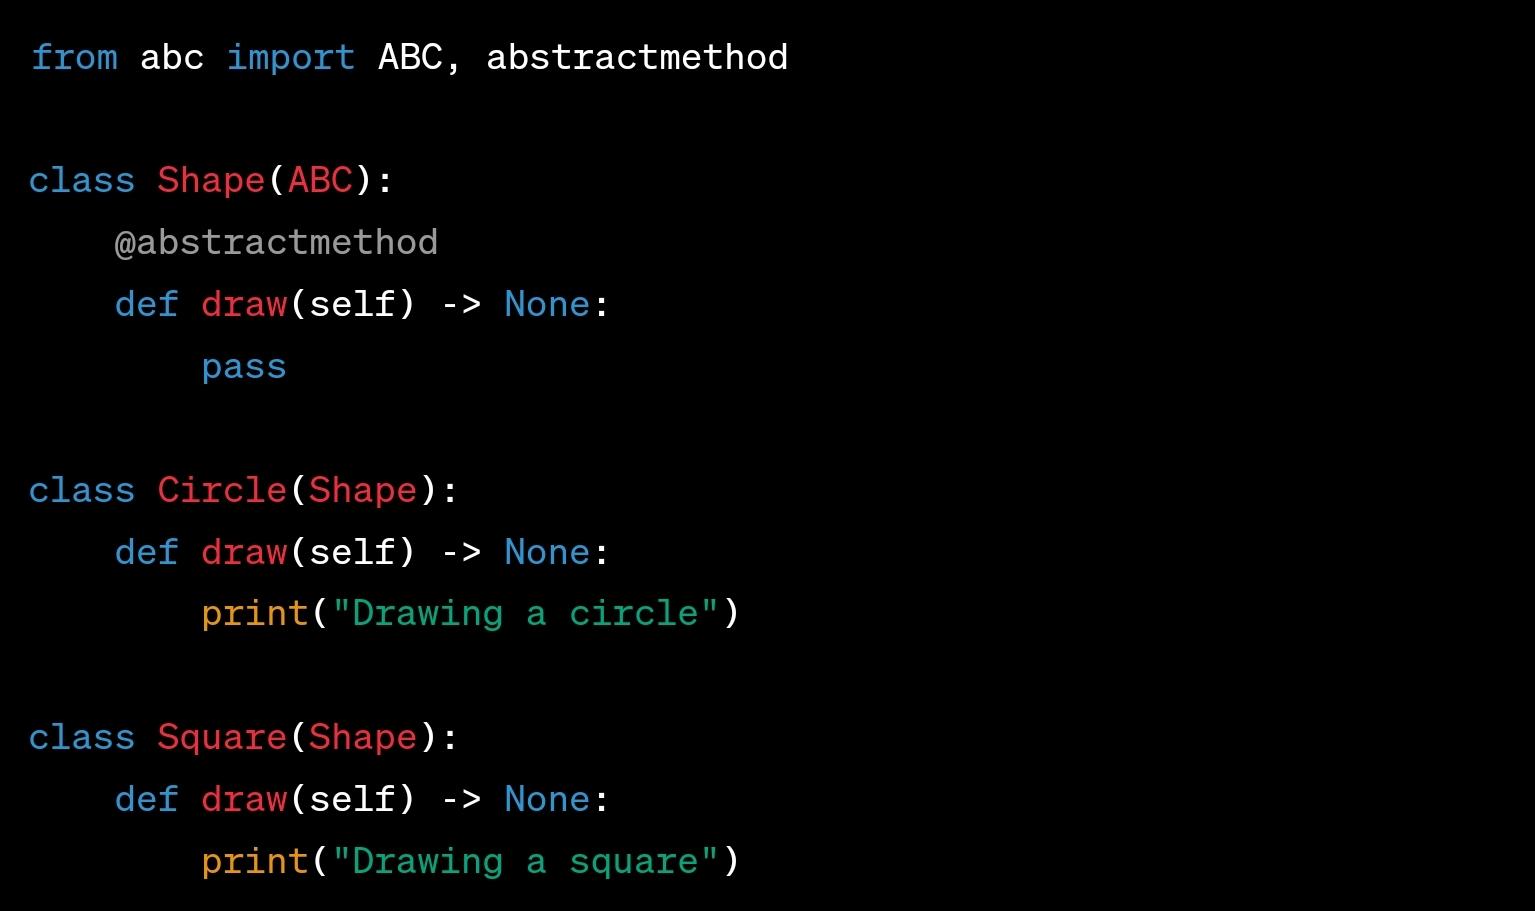 from abc import ABC, abstractmethod

class Shape(ABC):
    @abstractmethod
    def draw(self) -> None:
        pass

class Circle(Shape):
    def draw(self) -> None:
        print("Drawing a circle")

class Square(Shape):
    def draw(self) -> None:
        print("Drawing a square")